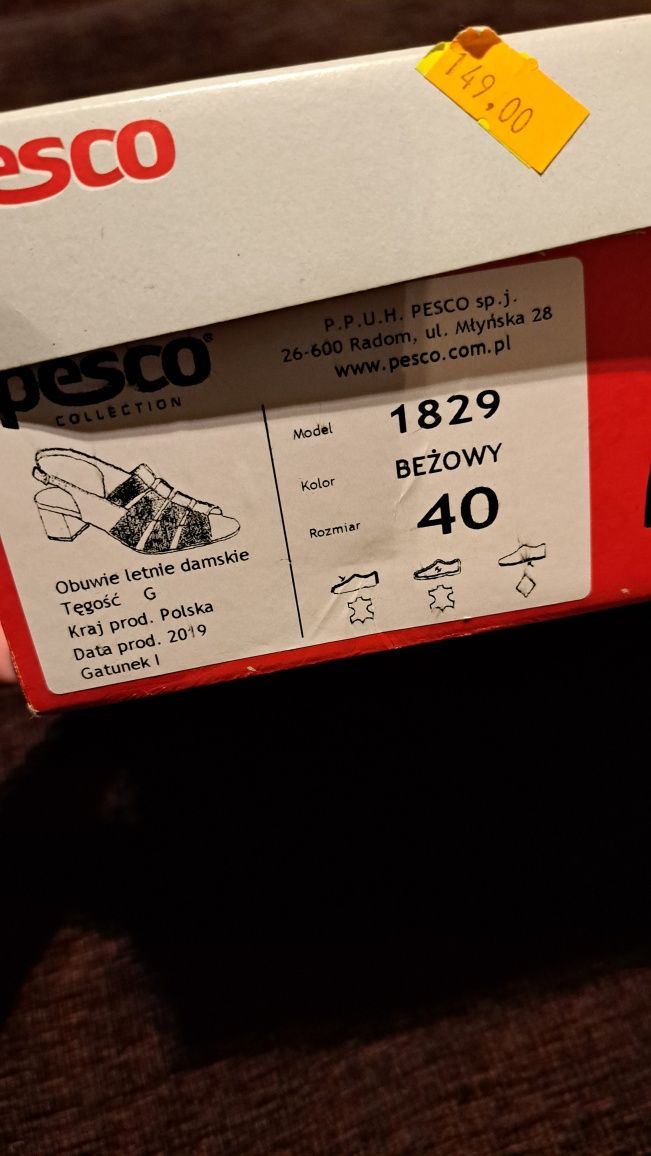 149,00
esco
pesco®
COLLECTION
P.P.U.H. PESCO sp.j.
26-600 Radom, ul. Młyńska 28
www.pesco.com.pl
Model 1829
Kolor BEŻOWY
Rozmiar 40
Obuwie letnie damskie
Tęgość G
Kraj prod. Polska
Data prod. 2019
Gatunek I